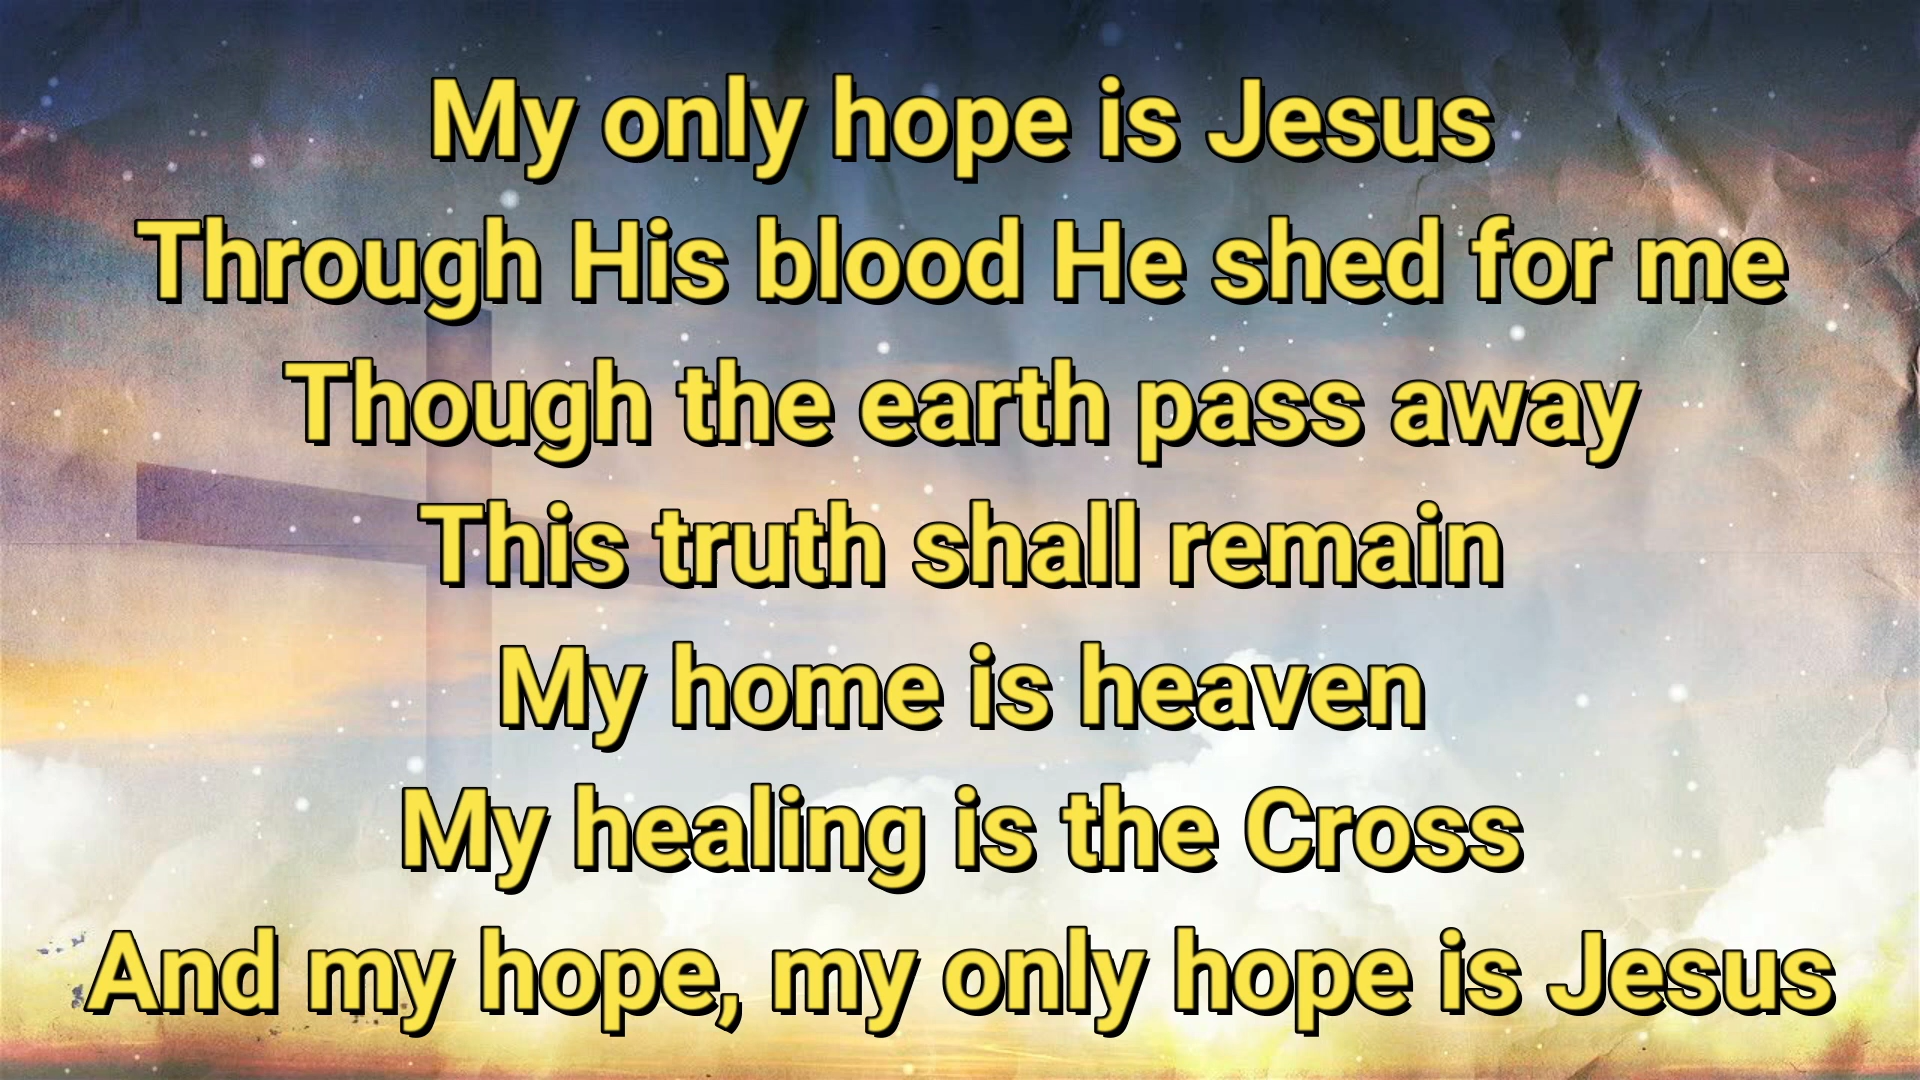 My only hope is Jesus
Through His blood He shed for me
Though the earth pass away
This truth shall remain
My home is heaven
My healing is the Cross
And my hope, my only hope is Jesus